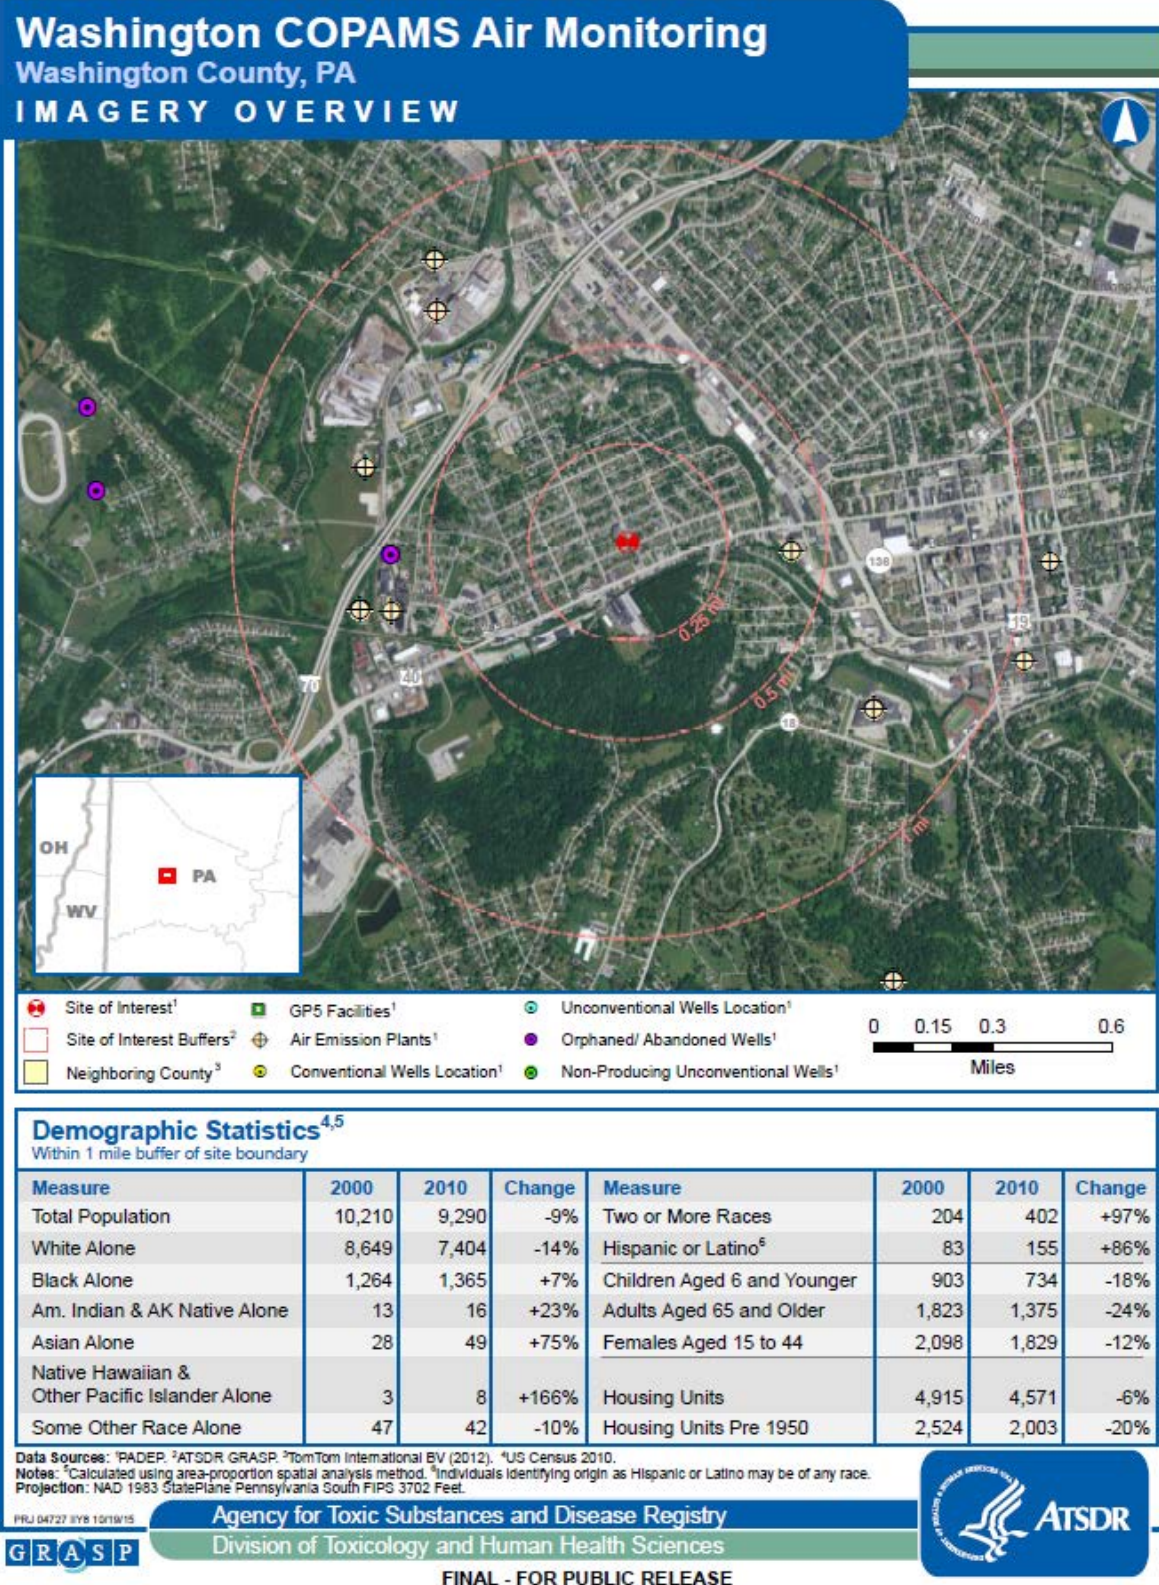 Washington COPAMS Air Monitoring
Washington County, PA
IMAGERY OVERVIEW
0.25 mi
0.5 mi
1 mi
136
19
70
40
18
OH
PA
WV
Site of Interest¹
GP5 Facilities¹
Unconventional Wells Location¹
Site of Interest Buffers²
Air Emission Plants¹
Orphaned/ Abandoned Wells¹
Neighboring County³
Conventional Wells Location¹
Non-Producing Unconventional Wells¹
0 0.15 0.3 0.6
Miles
Demographic Statistics⁴,⁵
Within 1 mile buffer of site boundary
Measure 2000 2010 Change Measure 2000 2010 Change
Total Population 10,210 9,290 -9% Two or More Races 204 402 +97%
White Alone 8,649 7,404 -14% Hispanic or Latino⁶ 83 155 +86%
Black Alone 1,264 1,365 +7% Children Aged 6 and Younger 903 734 -18%
Am. Indian & AK Native Alone 13 16 +23% Adults Aged 65 and Older 1,823 1,375 -24%
Asian Alone 28 49 +75% Females Aged 15 to 44 2,098 1,829 -12%
Native Hawaiian &
Other Pacific Islander Alone 3 8 +166% Housing Units 4,915 4,571 -6%
Some Other Race Alone 47 42 -10% Housing Units Pre 1950 2,524 2,003 -20%
Data Sources: ¹PADEP. ²ATSDR GRASP. ³TomTom International BV (2012). ⁴US Census 2010.
Notes: ⁵Calculated using area-proportion spatial analysis method. ⁶Individuals identifying origin as Hispanic or Latino may be of any race.
Projection: NAD 1983 StatePlane Pennsylvania South FIPS 3702 Feet.
PRJ 04727 IIY8 10/19/15
GRASP
Agency for Toxic Substances and Disease Registry
Division of Toxicology and Human Health Sciences
ATSDR
FINAL - FOR PUBLIC RELEASE